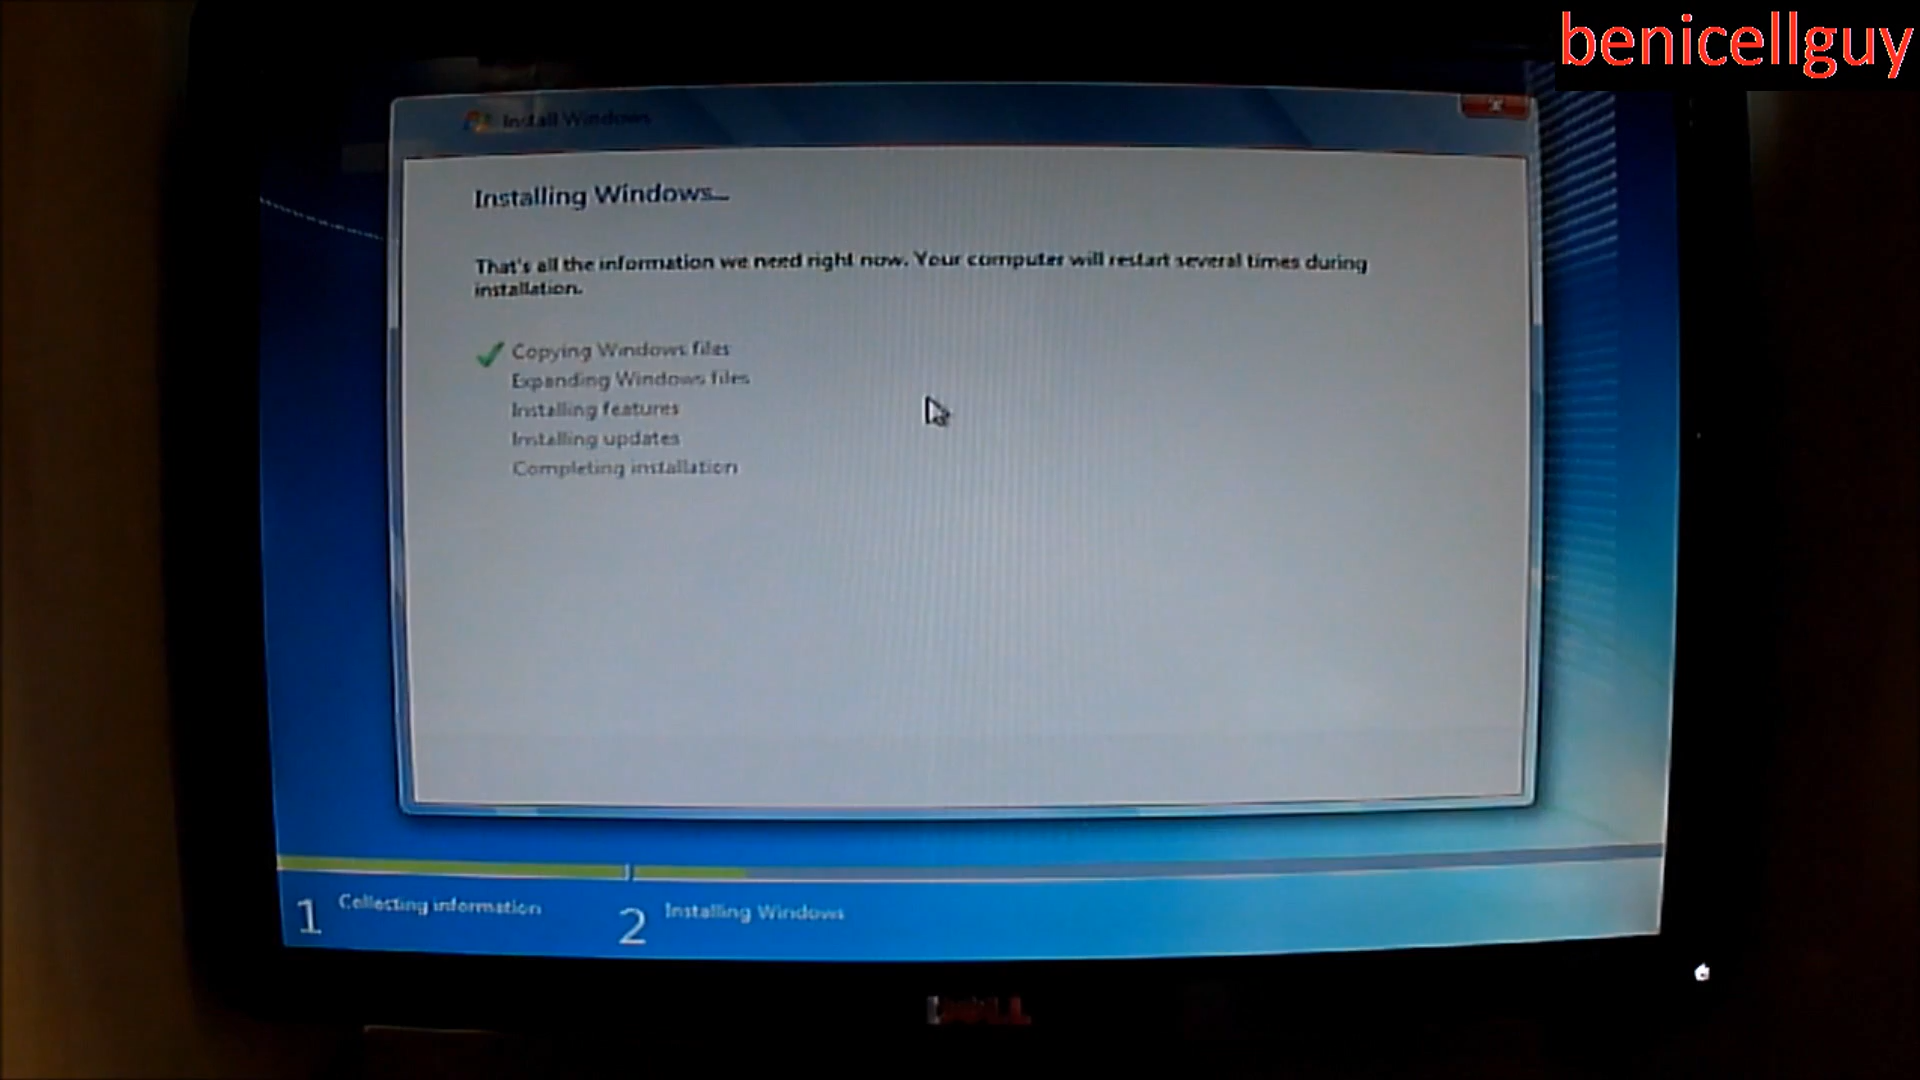 benicellguy
Install Windows
Installing Windows...
That's all the information we need right now. Your computer will restart several times during
installation.
Copying Windows files
Expanding Windows files
Installing features
Installing updates
Completing installation
1 Collecting information 2 Installing Windows
DELL